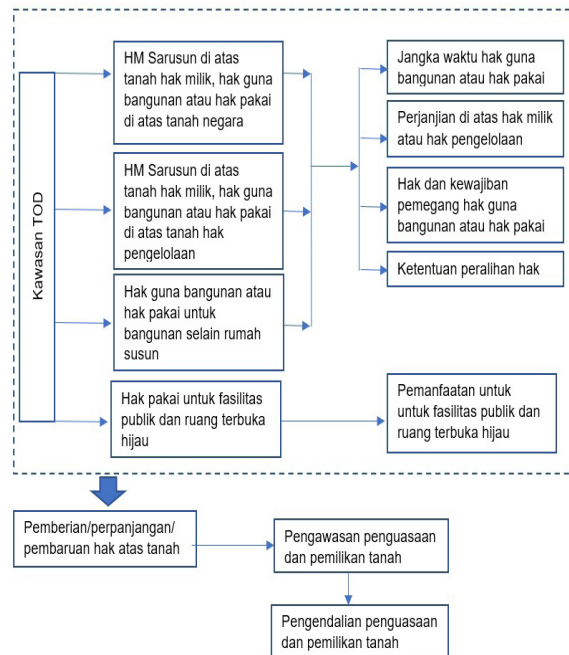 Kawasan TOD
HM Sarusun di atas
tanah hak milik, hak guna
bangunan atau hak pakai
di atas tanah negara
HM Sarusun di atas
tanah hak milik, hak guna
bangunan atau hak pakai
di atas tanah hak
pengelolaan
Hak guna bangunan atau
hak pakai untuk
bangunan selain rumah
susun
Hak pakai untuk fasilitas
publik dan ruang terbuka
hijau
Jangka waktu hak guna
bangunan atau hak pakai
Perjanjian di atas hak milik
atau hak pengelolaan
Hak dan kewajiban
pemegang hak guna
bangunan atau hak pakai
Ketentuan peralihan hak
Pemanfaatan untuk
untuk fasilitas publik dan
ruang terbuka hijau
Pemberian/perpanjangan/
pembaruan hak atas tanah
Pengawasan penguasaan
dan pemilikan tanah
Pengendalian penguasaan
dan pemilikan tanah